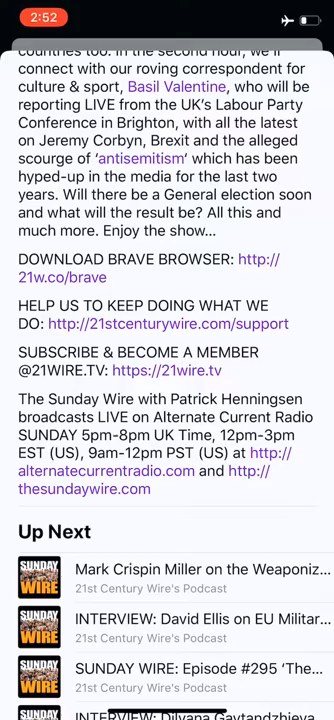 2:52
countries too. In the second hour, we'll
connect with our roving correspondent for
culture & sport, Basil Valentine, who will be
reporting LIVE from the UK's Labour Party
Conference in Brighton, with all the latest
on Jeremy Corbyn, Brexit and the alleged
scourge of ‘antisemitism‘ which has been
hyped-up in the media for the last two
years. Will there be a General election soon
and what will the result be? All this and
much more. Enjoy the show...
DOWNLOAD BRAVE BROWSER: http://
21w.co/brave
HELP US TO KEEP DOING WHAT WE
DO: http://21stcenturywire.com/support
SUBSCRIBE & BECOME A MEMBER
@21WIRE.TV: https://21wire.tv
The Sunday Wire with Patrick Henningsen
broadcasts LIVE on Alternate Current Radio
SUNDAY 5pm-8pm UK Time, 12pm-3pm
EST (US), 9am-12pm PST (US) at http://
alternatecurrentradio.com and http://
thesundaywire.com
Up Next
SUNDAY
WIRE
Mark Crispin Miller on the Weaponiz...
21st Century Wire's Podcast
SUNDAY
WIRE
INTERVIEW: David Ellis on EU Militar...
21st Century Wire's Podcast
SUNDAY
WIRE
SUNDAY WIRE: Episode #295 ‘The...
21st Century Wire's Podcast
SUNDAY
INTERVIEW: Dilyana Gaytandzhieva